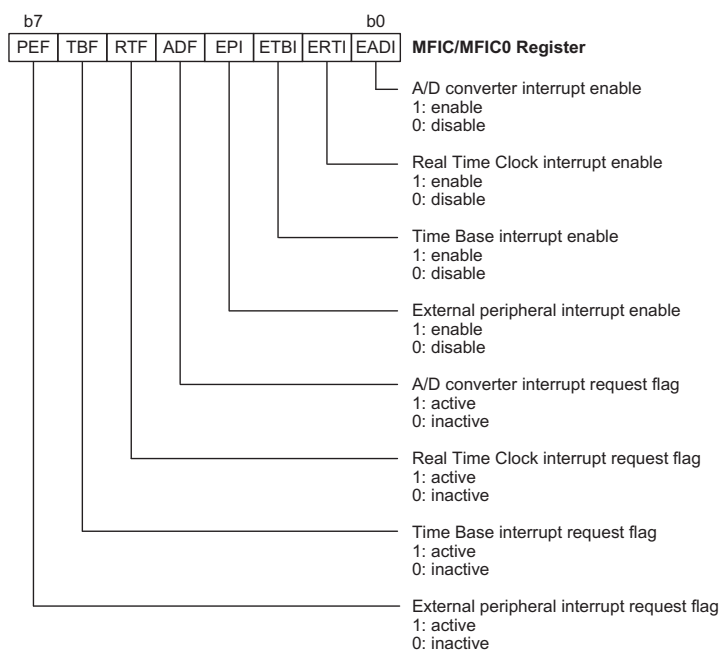 b7 b0
PEF TBF RTF ADF EPI ETBI ERTI EADI MFIC/MFIC0 Register
A/D converter interrupt enable
1: enable
0: disable
Real Time Clock interrupt enable
1: enable
0: disable
Time Base interrupt enable
1: enable
0: disable
External peripheral interrupt enable
1: enable
0: disable
A/D converter interrupt request flag
1: active
0: inactive
Real Time Clock interrupt request flag
1: active
0: inactive
Time Base interrupt request flag
1: active
0: inactive
External peripheral interrupt request flag
1: active
0: inactive